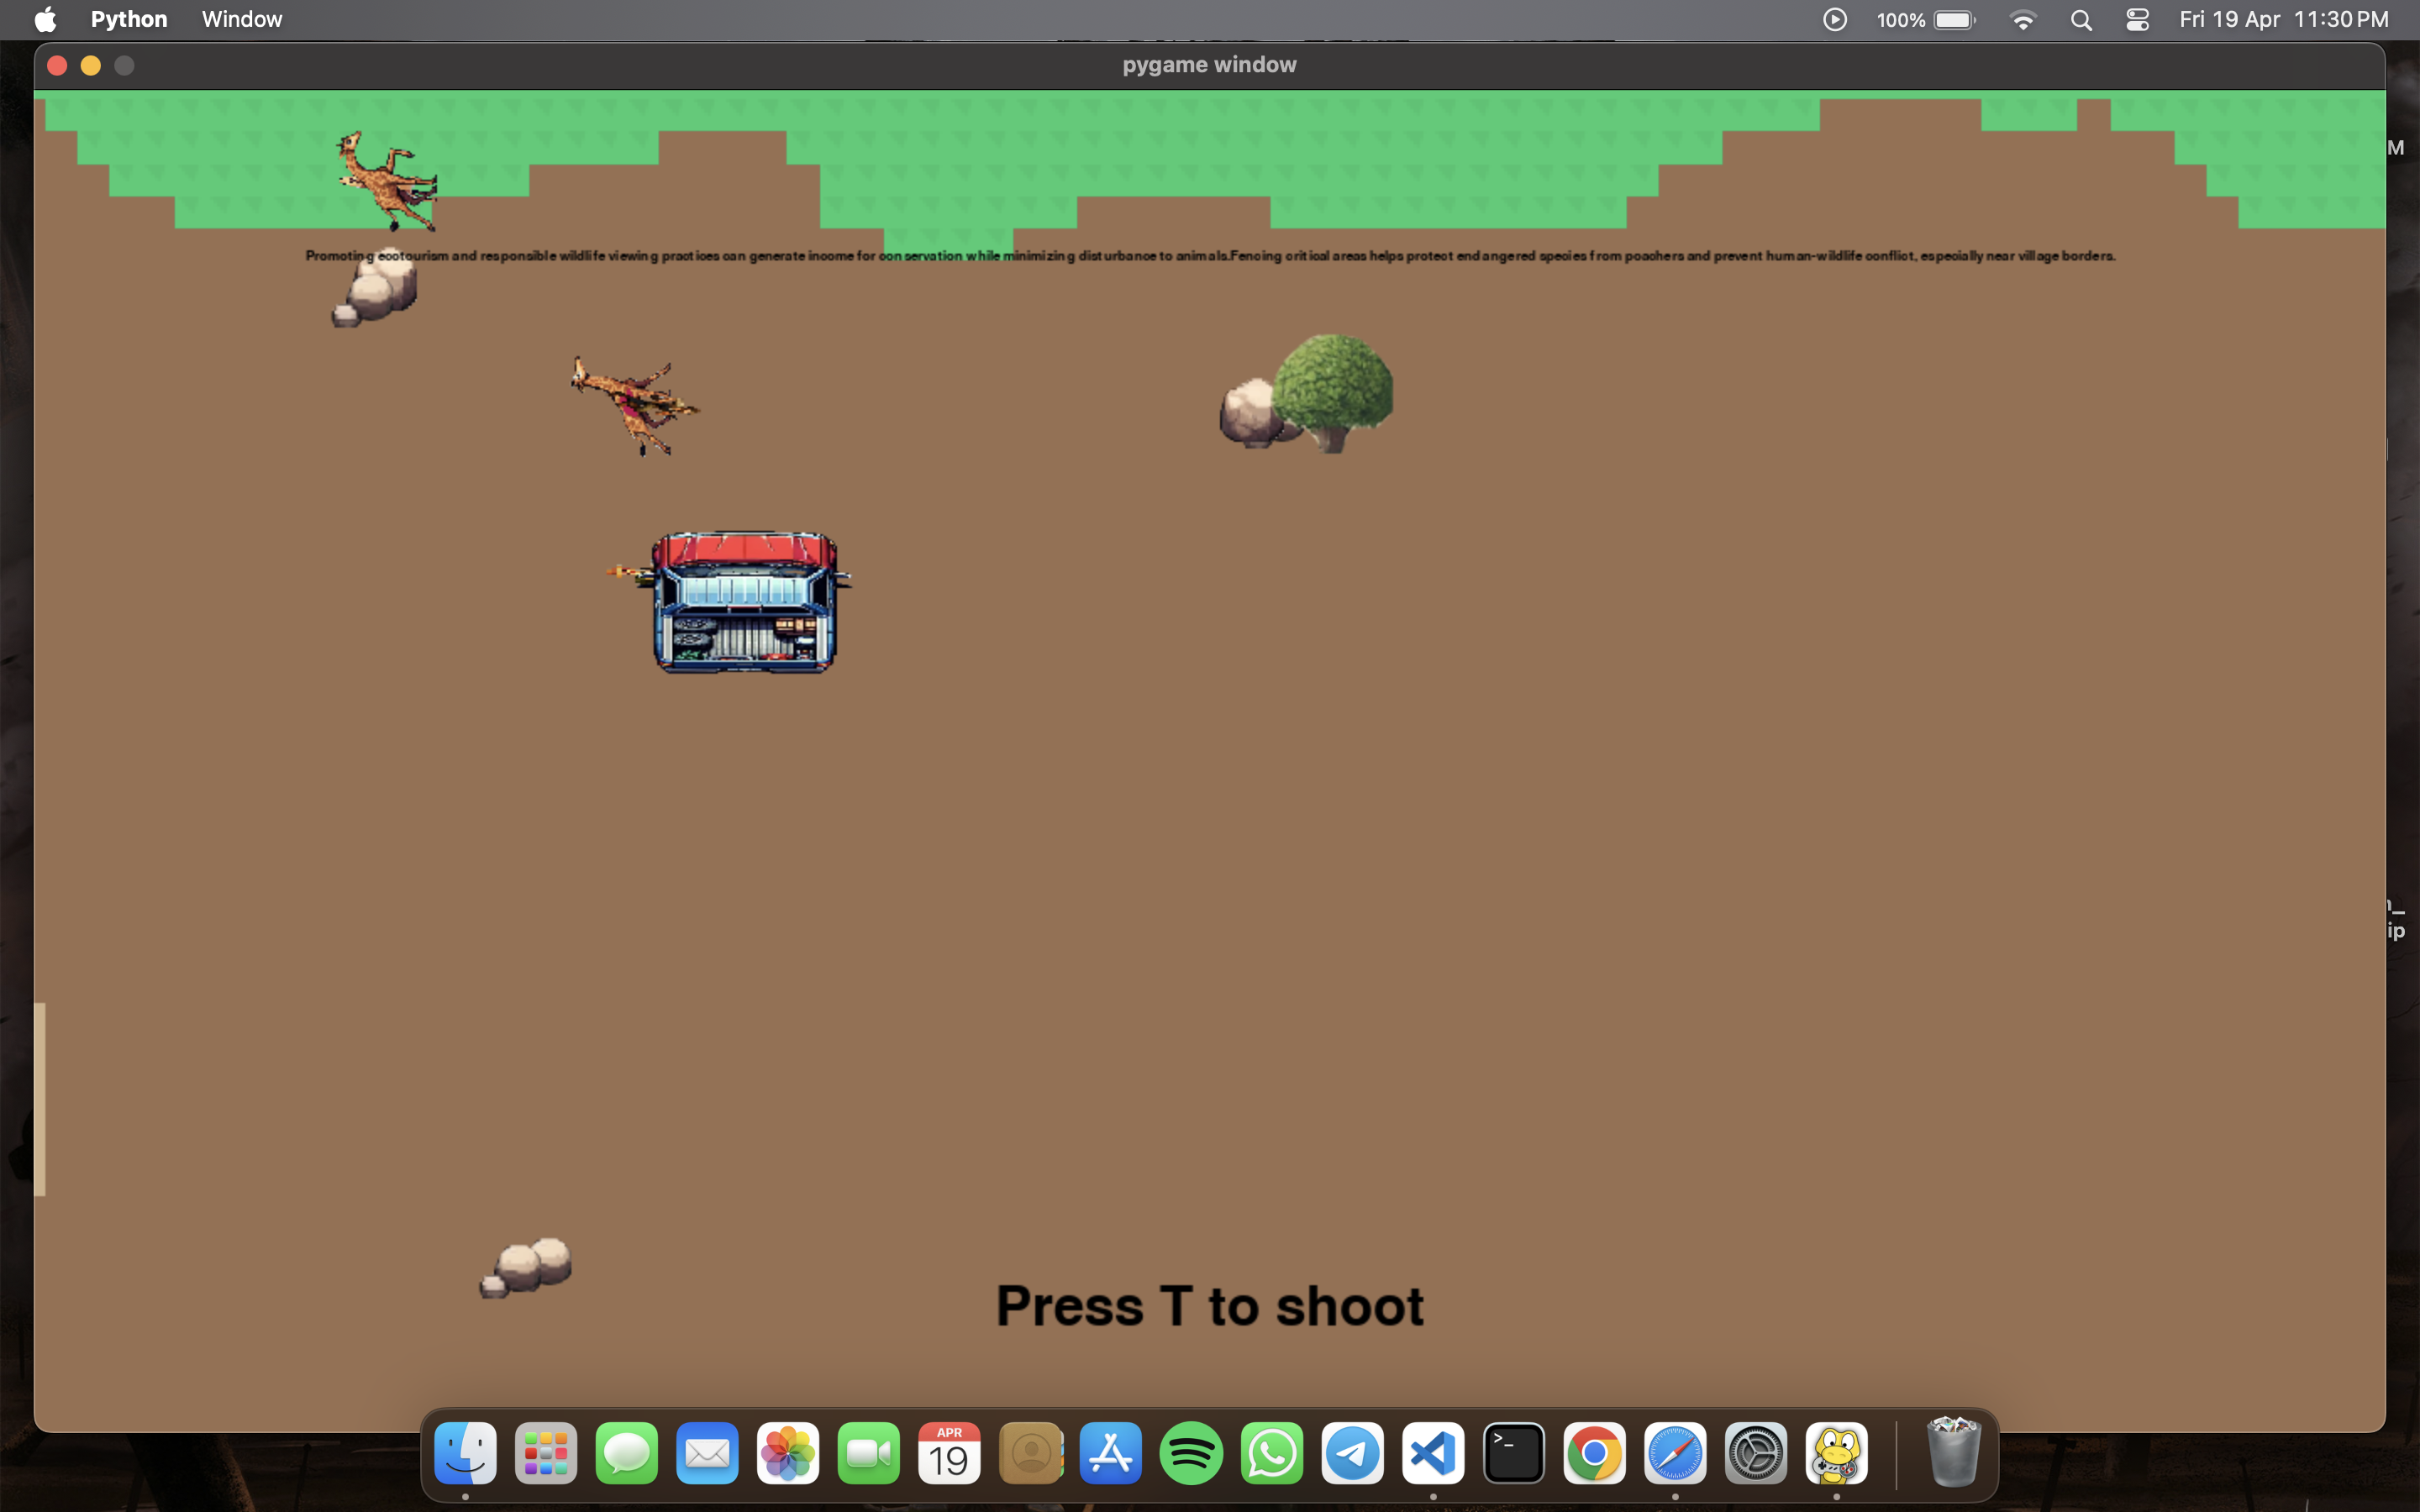 Python Window 100% Fri 19 Apr 11:30 PM
pygame window
M
Promoting ecotourism and responsible wildlife viewing practices can generate income for conservation while minimizing disturbance to animals.Fencing critical areas helps protect endangered species from poachers and prevent human-wildlife conflict, especially near village borders.
ip
Press T to shoot
APR
19
>_